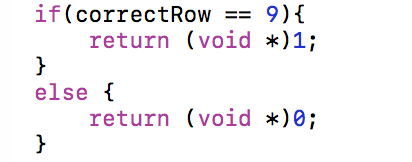 if(correctRow == 9){
    return (void *)1;
}
else {
    return (void *)0;
}